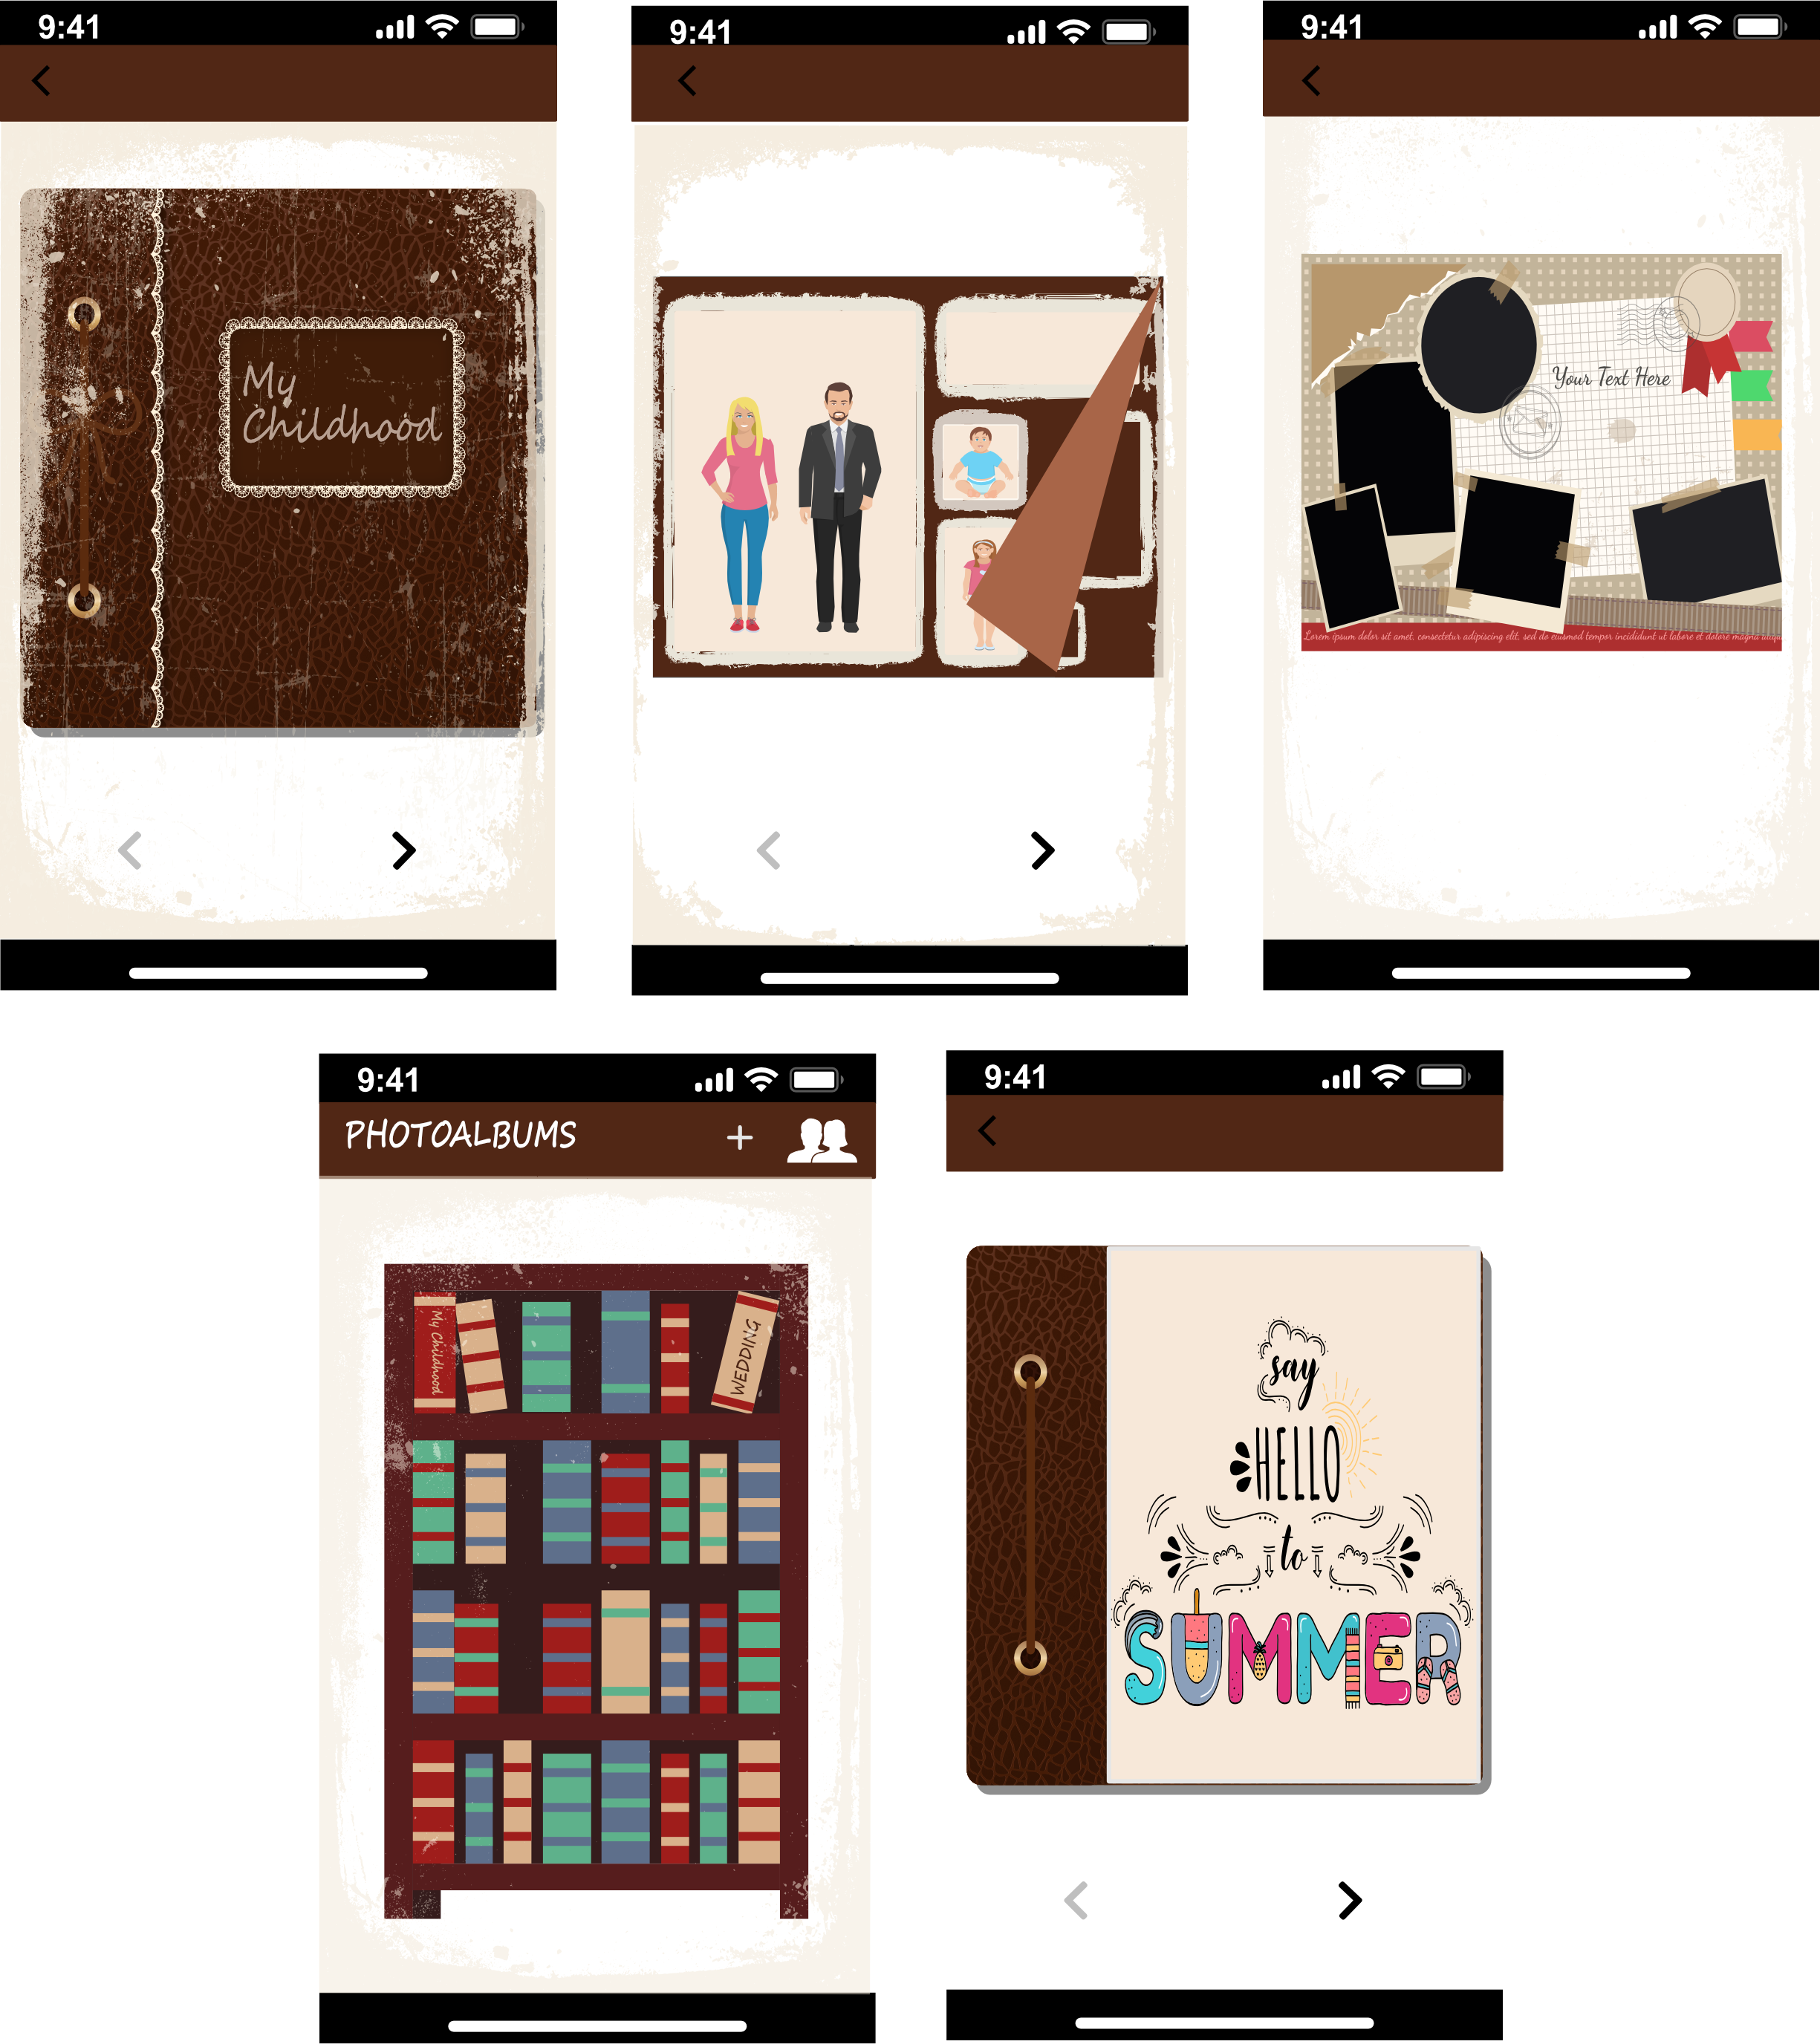 9:41
My
Childhood
9:41
9:41
Your Text Here
Lorem ipsum dolor sit amet, consectetur adipiscing elit, sed do eiusmod tempor incididunt ut labore et dolore magna aliqu
9:41
PHOTOALBUMS
My Childhood
WEDDING
9:41
say
HELLO
to
SUMMER